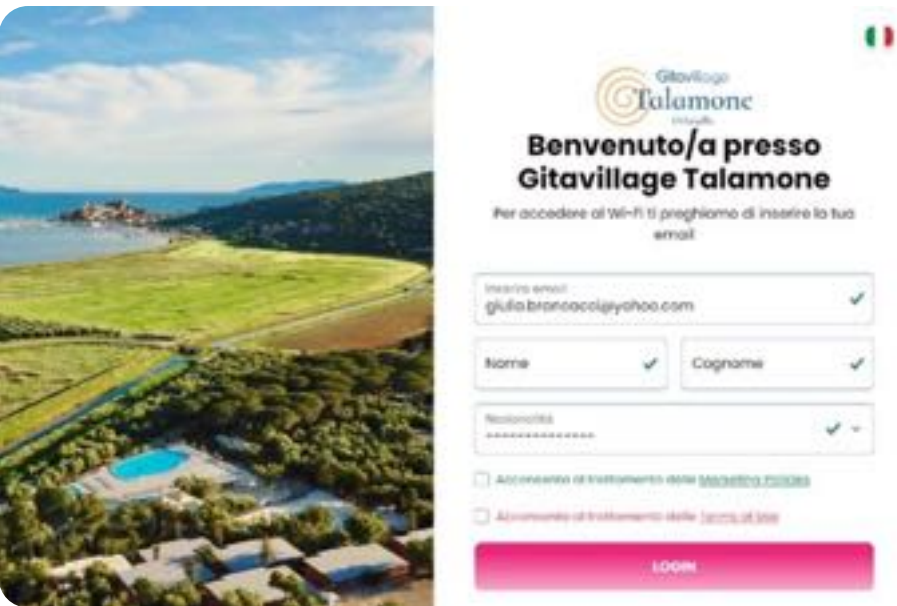 Gitavillage
Talamone
Benvenuto/a presso
Gitavillage Talamone
Per accedere al Wi-Fi ti preghiamo di inserire la tua
email
Inserire email
giulia.brancacci@yahoo.com
Nome
Cognome
Nazionalità
---------------
Acconsento al trattamento delle Marketing Policies
Acconsento al trattamento delle Terms of Use
LOGIN